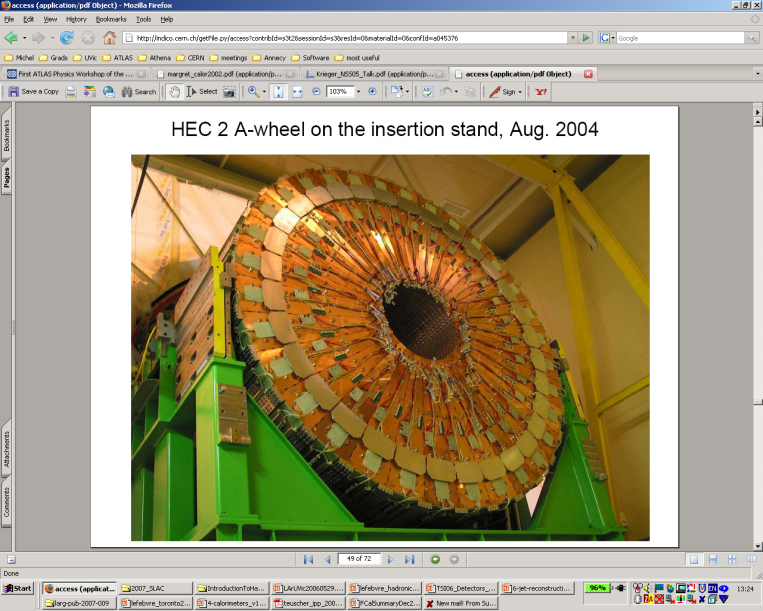 access (application/pdf Object) - Mozilla Firefox
File Edit View History Bookmarks Tools Help
http://indico.cern.ch/getFile.py/access?contribId=s3t2&sessionId=s3&resId=0&materialId=0&confId=a045376
Google
Michel Grads UVic ATLAS Athena CERN meetings Annecy Software most useful
First ATLAS Physics Workshop of the ... margret_calor2002.pdf (application/p... Krieger_NSS05_Talk.pdf (application/p... access (application/pdf Object)
Save a Copy Search Select 103% Sign Y!
Bookmarks
Pages
Attachments
Comments
HEC 2 A-wheel on the insertion stand, Aug. 2004
49 of 72
Done
Start access (applicat... 2007_SLAC IntroductionToHa... LArUVic20060529... lefebvre_hadronic... TSI06_Detectors_... 6-jet-reconstructi... 96% EN 13:24
larg-pub-2007-009 lefebvre_toronto2... 4-calorimeters_v1... teuscher_ipp_200... FCalSummaryDec2... New mail! From Su...